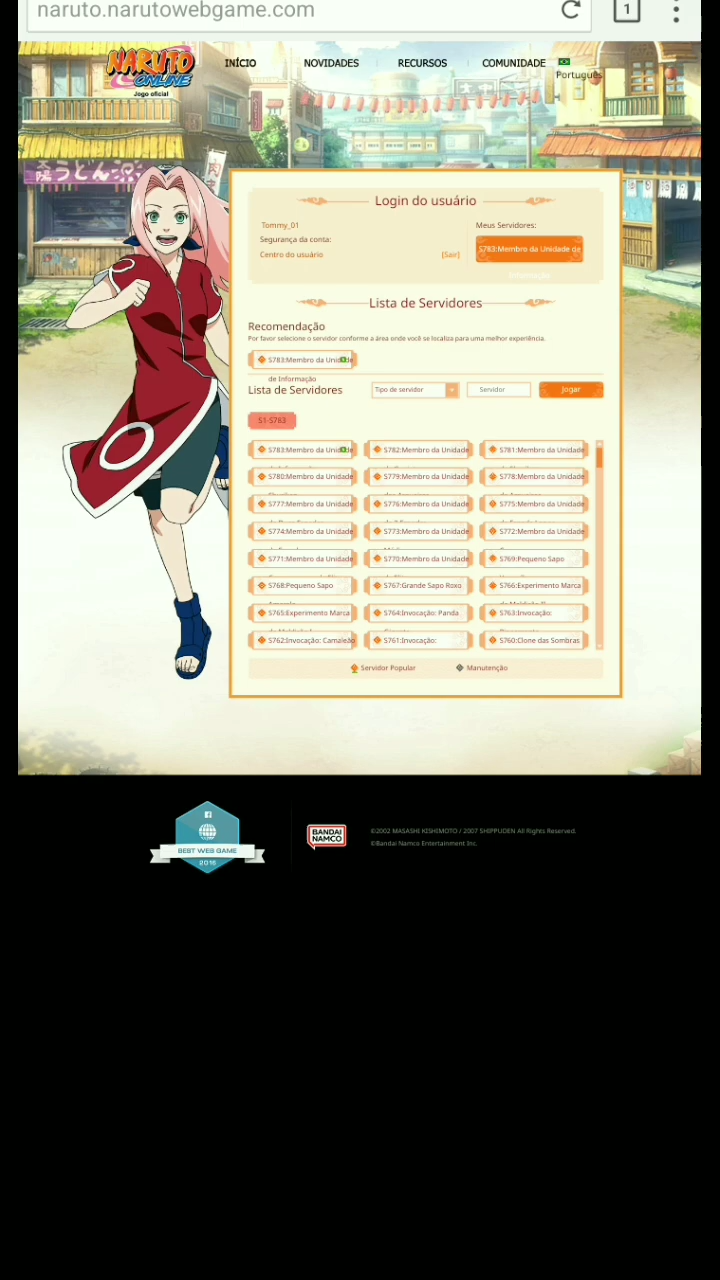 naruto.narutowebgame.com
1
NARUTO
ONLINE
Jogo oficial
INÍCIO
NOVIDADES
RECURSOS
COMUNIDADE
Português
うどん
Login do usuário
Tommy_01
Meus Servidores:
Segurança da conta:
Centro do usuário
[Sair]
S783:Membro da Unidade de
Informação
Lista de Servidores
Recomendação
Por favor selecione o servidor conforme a área onde você se localiza para uma melhor experiência.
S783:Membro da Unidade
de Informação
Lista de Servidores
Tipo de servidor
Servidor
Jogar
S1-S783
S783:Membro da Unidade
S782:Membro da Unidade
S781:Membro da Unidade
S780:Membro da Unidade
S779:Membro da Unidade
S778:Membro da Unidade
S777:Membro da Unidade
S776:Membro da Unidade
S775:Membro da Unidade
S774:Membro da Unidade
S773:Membro da Unidade
S772:Membro da Unidade
S771:Membro da Unidade
S770:Membro da Unidade
S769:Pequeno Sapo
S768:Pequeno Sapo
S767:Grande Sapo Roxo
S766:Experimento Marca
S765:Experimento Marca
S764:Invocação: Panda
S763:Invocação:
S762:Invocação: Camaleão
S761:Invocação:
S760:Clone das Sombras
Servidor Popular
Manutenção
BEST WEB GAME
2016
BANDAI
NAMCO
©2002 MASASHI KISHIMOTO / 2007 SHIPPUDEN All Rights Reserved.
©Bandai Namco Entertainment Inc.